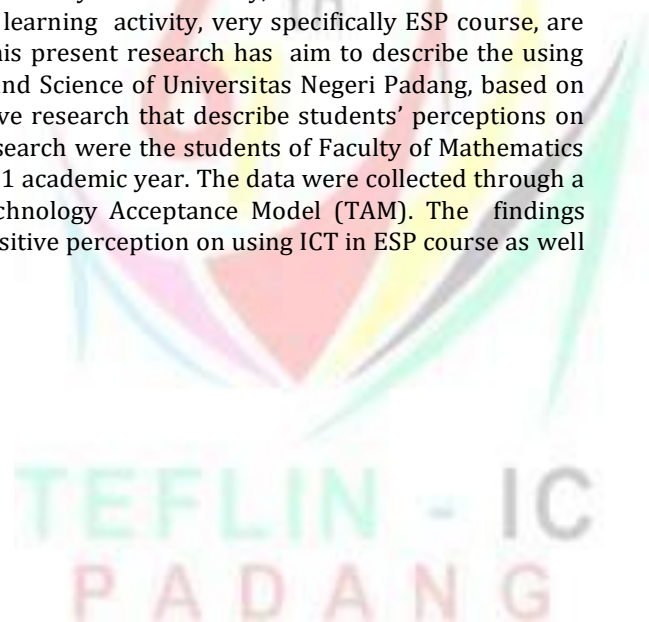 learning activity, very specifically ESP course, are
his present research has aim to describe the using
nd Science of Universitas Negeri Padang, based on
ve research that describe students' perceptions on
search were the students of Faculty of Mathematics
1 academic year. The data were collected through a
chnology Acceptance Model (TAM). The findings
sitive perception on using ICT in ESP course as well
TEFLIN - IC
PADANG